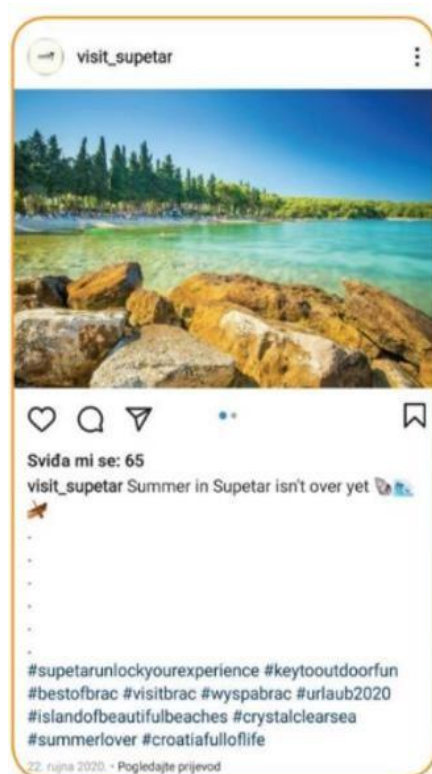 visit_supetar
Sviđa mi se: 65
visit_supetar Summer in Supetar isn't over yet 🐚🌊
🛶
.
.
.
.
.
.
#supetarunlockyourexperience #keytooutdoorfun
#bestofbrac #visitbrac #wyspabrac #urlaub2020
#islandofbeautifulbeaches #crystalclearsea
#summerlover #croatiafulloflife
22. rujna 2020. • Pogledajte prijevod